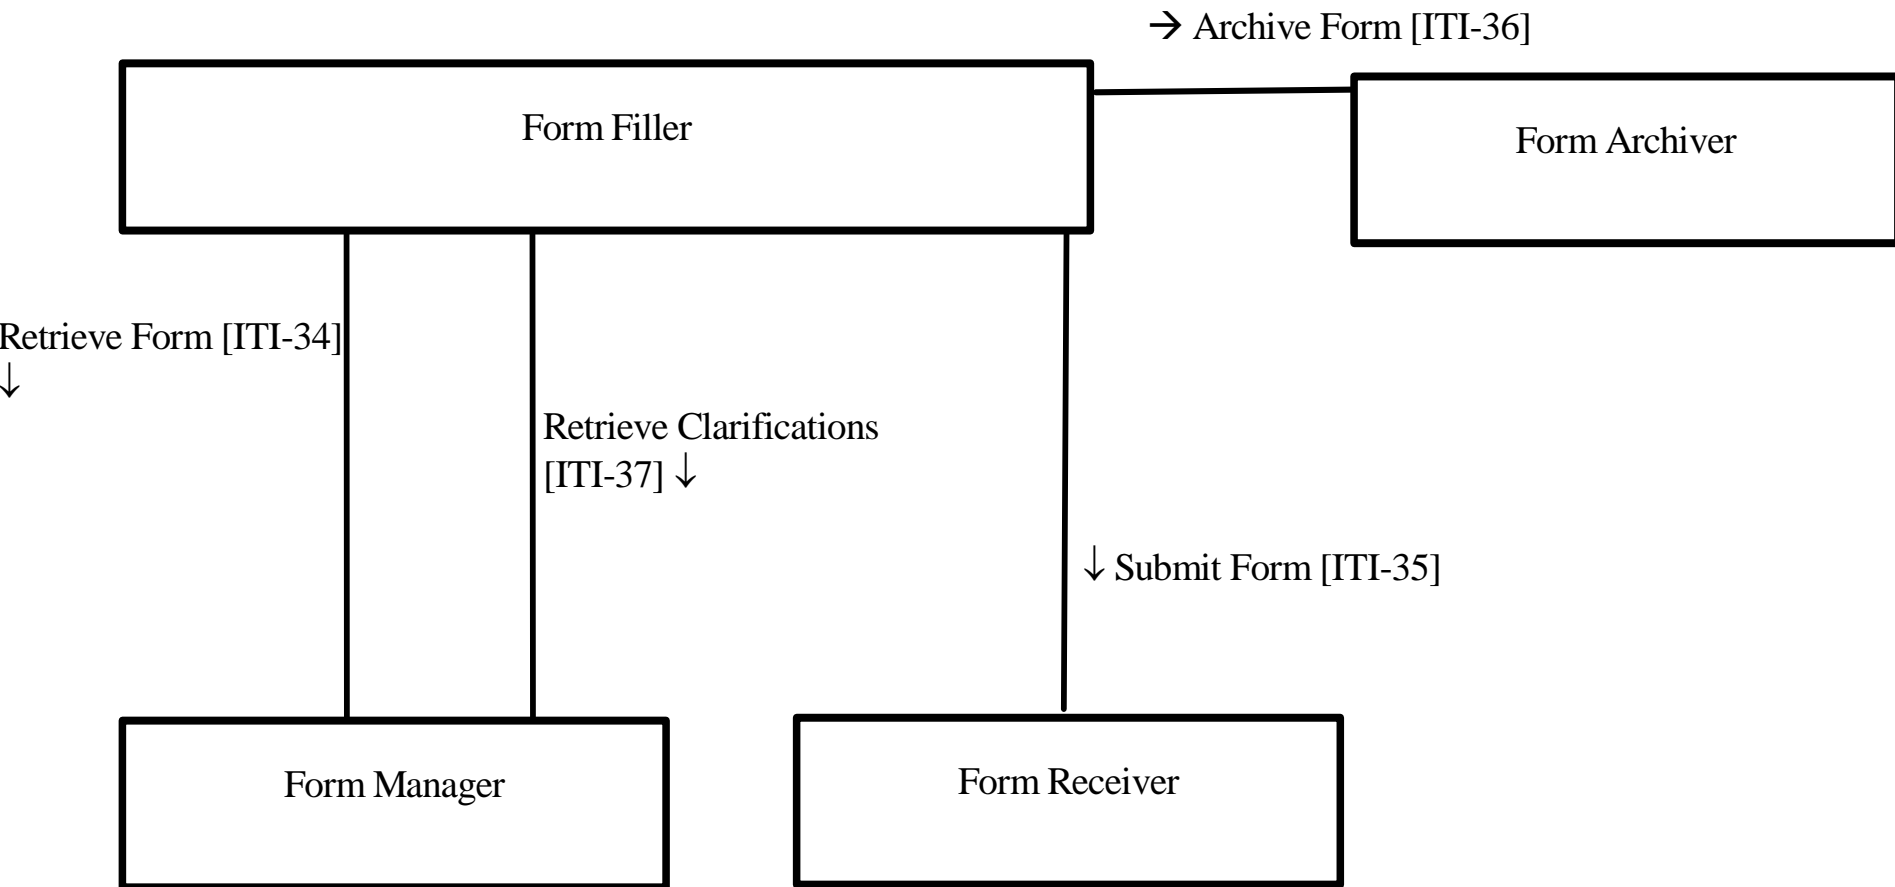 → Archive Form [ITI-36]
Form Filler
Form Archiver
Retrieve Form [ITI-34]
↓
Retrieve Clarifications
[ITI-37] ↓
↓ Submit Form [ITI-35]
Form Manager
Form Receiver